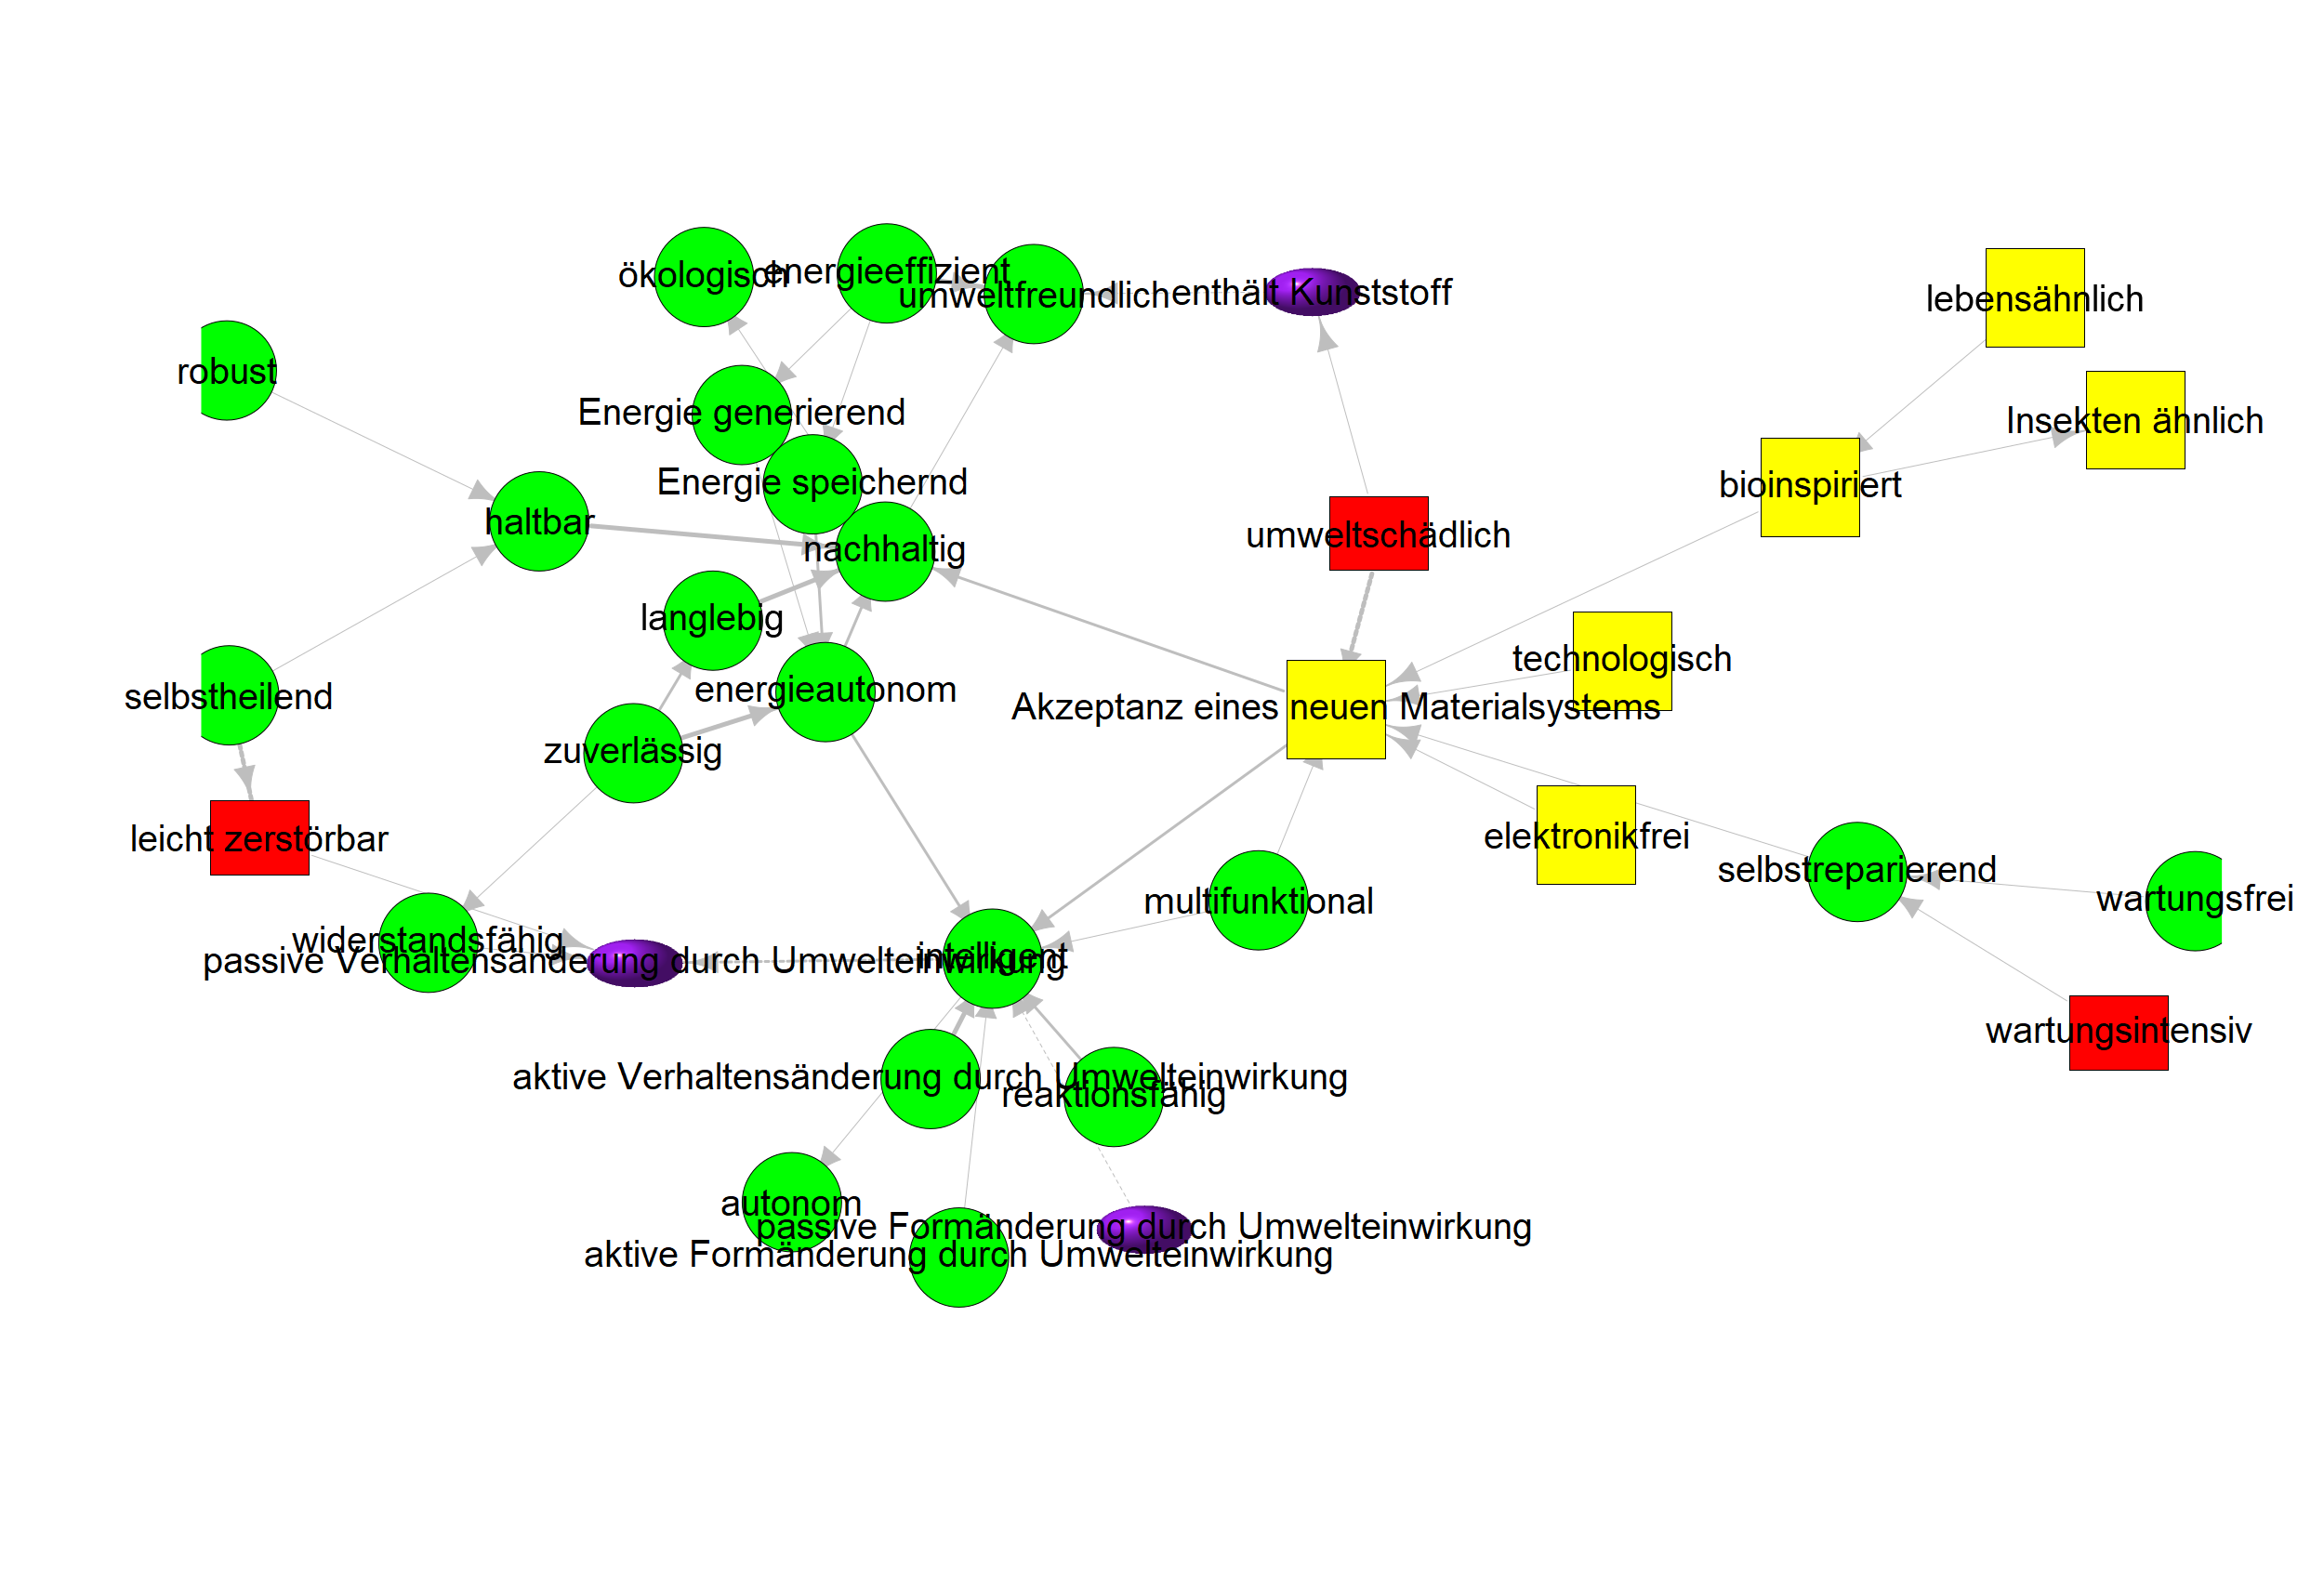 ökologisch
energieeffizient
umweltfreundlich
enthält Kunststoff
lebensähnlich
robust
Energie generierend
Insekten ähnlich
Energie speichernd
bioinspiriert
haltbar
nachhaltig
umweltschädlich
langlebig
technologisch
selbstheilend
energieautonom
Akzeptanz eines neuen Materialsystems
zuverlässig
leicht zerstörbar
elektronikfrei
selbstreparierend
multifunktional
wartungsfrei
widerstandsfähig
passive Verhaltensänderung durch Umwelteinwirkung
intelligent
wartungsintensiv
aktive Verhaltensänderung durch Umwelteinwirkung
reaktionsfähig
autonom
passive Formänderung durch Umwelteinwirkung
aktive Formänderung durch Umwelteinwirkung